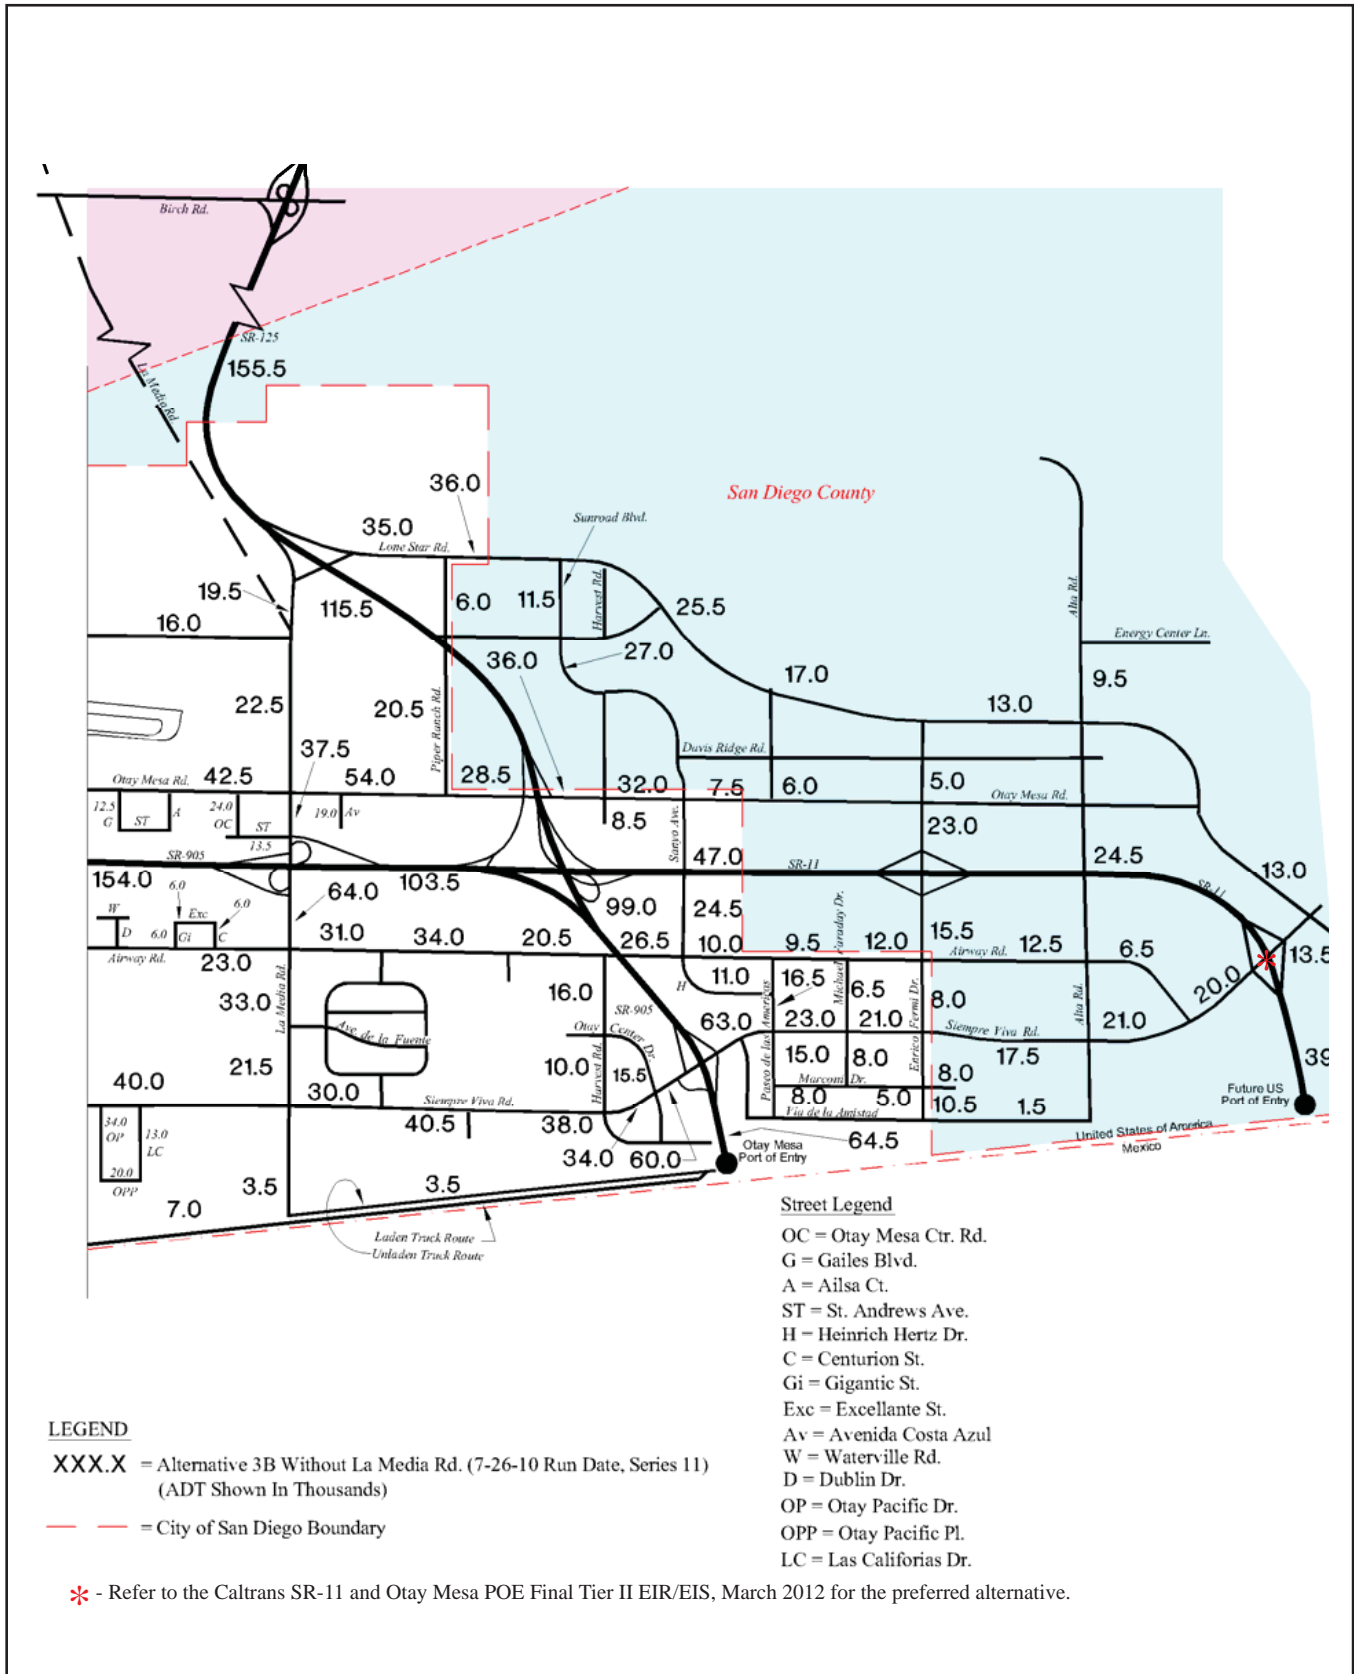 Birch Rd.
SR-125
155.5
La Media Rd.
36.0
San Diego County
Sunroad Blvd.
35.0
Lone Star Rd.
19.5
115.5
6.0
11.5
Harvest Rd.
25.5
Alta Rd.
16.0
Energy Center Ln.
36.0
27.0
17.0
9.5
22.5
20.5
Piper Ranch Rd.
13.0
37.5
Davis Ridge Rd.
Otay Mesa Rd.
42.5
54.0
28.5
32.0
7.5
6.0
5.0
Otay Mesa Rd.
12.5
G
ST
A
24.0
OC
ST
19.0
Av
8.5
Sanyo Ave.
23.0
13.5
SR-905
47.0
SR-11
24.5
13.0
SR-11
154.0
6.0
64.0
103.5
6.0
W
D
6.0
Exc
Gi
C
99.0
24.5
Michael Faraday Dr.
31.0
34.0
20.5
26.5
10.0
9.5
12.0
15.5
12.5
6.5
13.5
Airway Rd.
23.0
Airway Rd.
La Media Rd.
33.0
16.0
H
11.0
16.5
6.5
8.0
20.0
SR-905
Ave de la Fuente
Otay Center Dr.
63.0
Paseo de las Americas
23.0
21.0
Enrico Fermi Dr.
Siempre Viva Rd.
Alta Rd.
21.0
21.5
10.0
Harvest Rd.
15.5
15.0
8.0
17.5
39
40.0
30.0
Siempre Viva Rd.
Marconi Dr.
8.0
8.0
5.0
10.5
1.5
Future US
Port of Entry
34.0
OP
13.0
LC
40.5
38.0
Via de la Amistad
64.5
United States of America
Mexico
20.0
OPP
34.0
60.0
Otay Mesa
Port of Entry
7.0
3.5
3.5
Laden Truck Route
Unladen Truck Route
Street Legend
OC = Otay Mesa Ctr. Rd.
G = Gailes Blvd.
A = Ailsa Ct.
ST = St. Andrews Ave.
H = Heinrich Hertz Dr.
C = Centurion St.
Gi = Gigantic St.
Exc = Excellante St.
Av = Avenida Costa Azul
W = Waterville Rd.
D = Dublin Dr.
OP = Otay Pacific Dr.
OPP = Otay Pacific Pl.
LC = Las Califorias Dr.
LEGEND
XXX.X = Alternative 3B Without La Media Rd. (7-26-10 Run Date, Series 11)
(ADT Shown In Thousands)
= City of San Diego Boundary
* - Refer to the Caltrans SR-11 and Otay Mesa POE Final Tier II EIR/EIS, March 2012 for the preferred alternative.